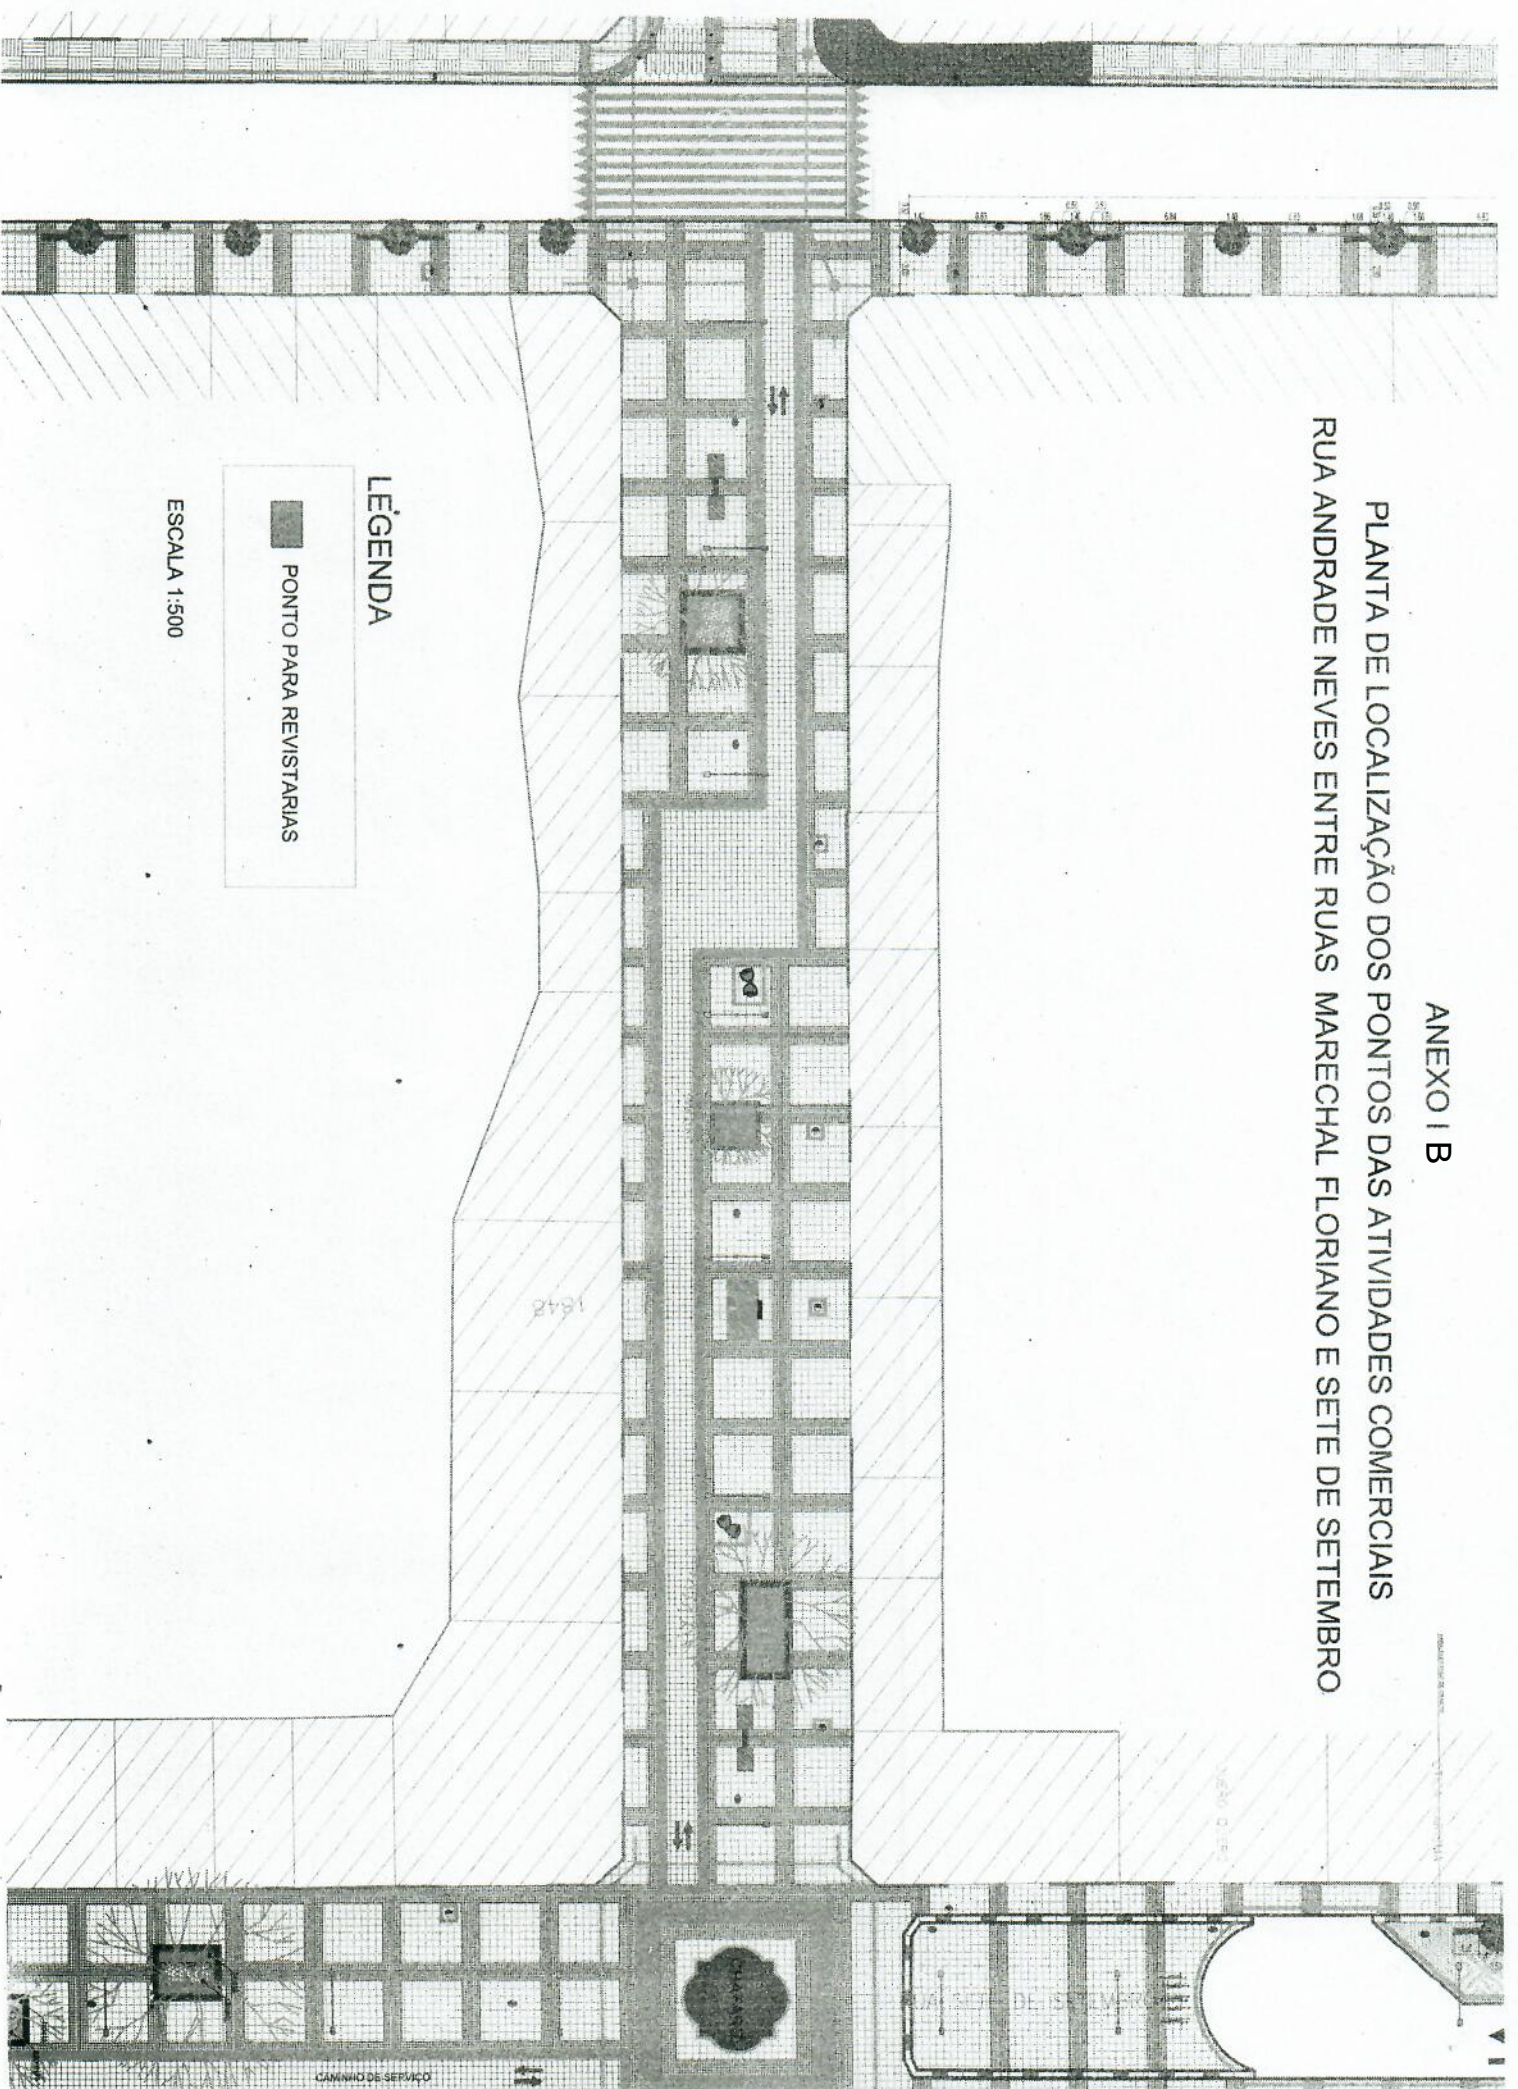 ANEXO I B
PLANTA DE LOCALIZAÇÃO DOS PONTOS DAS ATIVIDADES COMERCIAIS
RUA ANDRADE NEVES ENTRE RUAS MARECHAL FLORIANO E SETE DE SETEMBRO
LEGENDA
PONTO PARA REVISTARIAS
ESCALA 1:500
1848
CAMINHO DE SERVIÇO